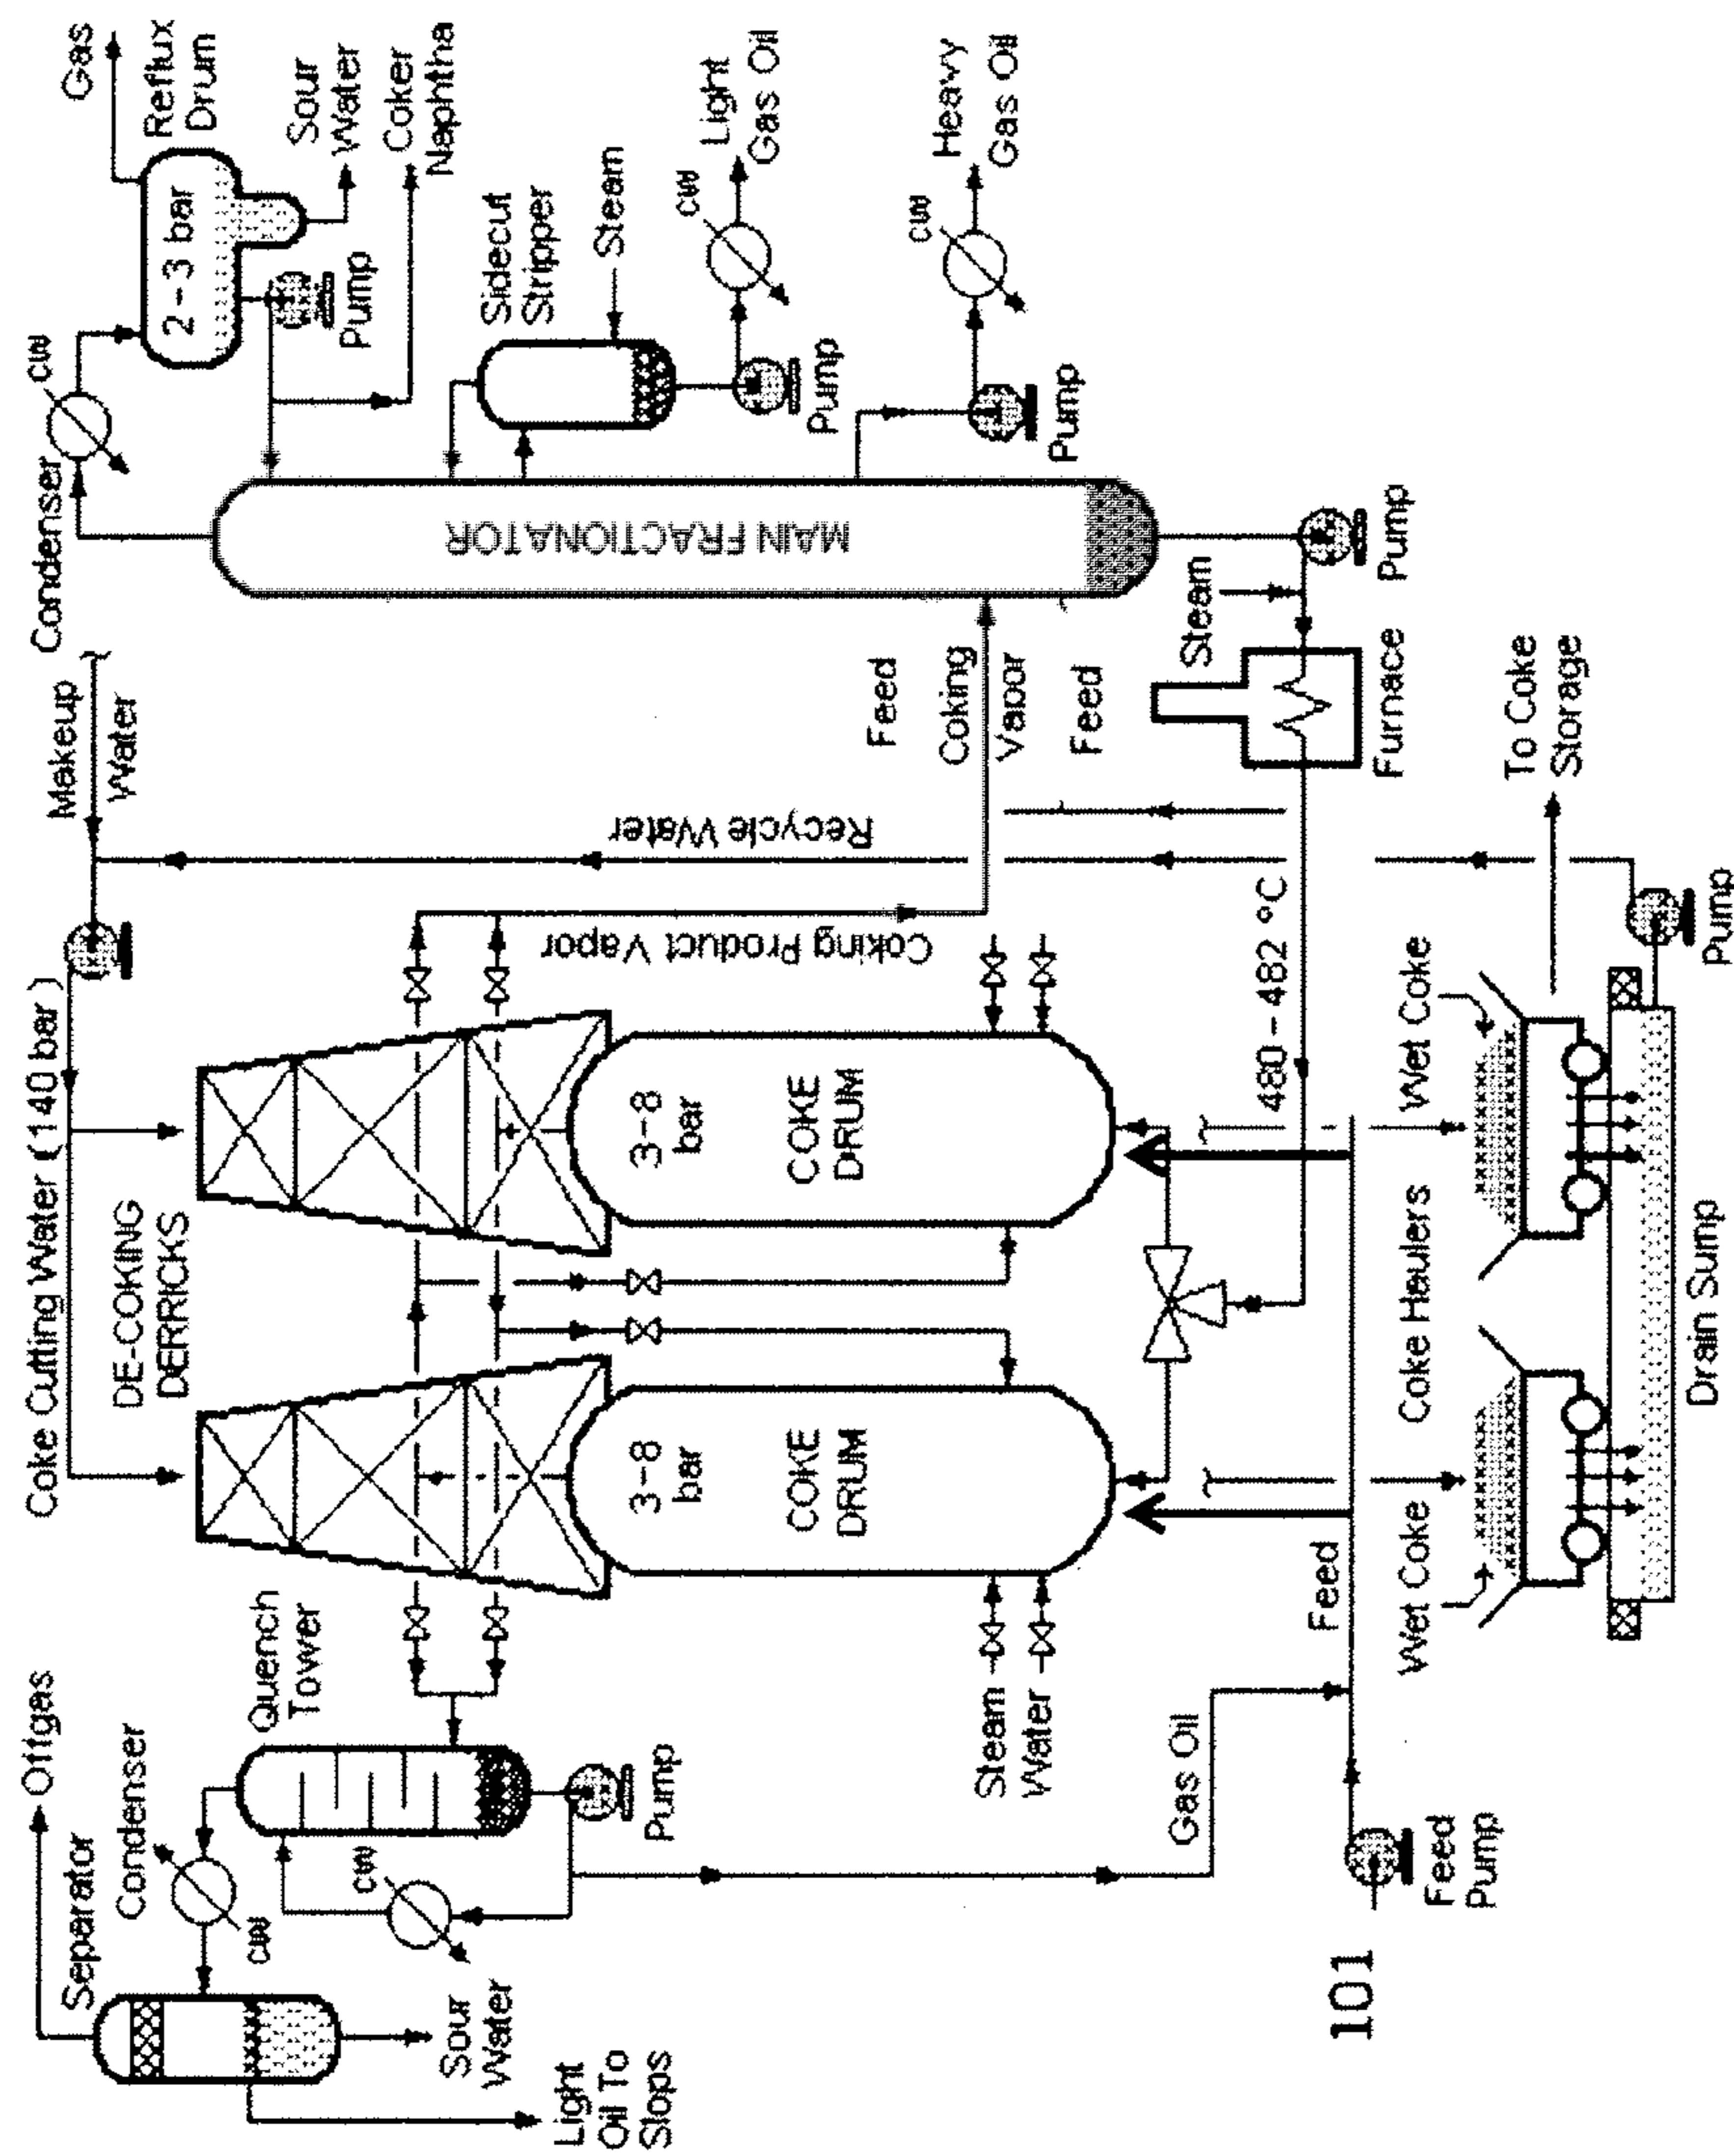 Gas
Reflux
Drum
2-3 bar
Sour
Water
Coker
Naphtha
Pump
CW
Condenser
Sidecut
Stripper
Steam
CW
Light
Gas Oil
Pump
CW
Heavy
Gas Oil
Pump
MAIN FRACTIONATOR
Pump
Steam
Furnace
Makeup
Water
Feed
Coking
Vapor
Feed
Recycle Water
Coking Product Vapor
480-482 °C
To Coke
Storage
Coke Cutting Water (140 bar)
DE-COKING
DERRICKS
3-8
bar
COKE
DRUM
3-8
bar
COKE
DRUM
Wet Coke
Coke Haulers
Wet Coke
Pump
Drain Sump
Offgas
Separator
Condenser
CW
Quench
Tower
CW
Pump
Sour
Water
Light
Oil To
Slops
Steam
Water
Gas Oil
Feed
Feed
Pump
101